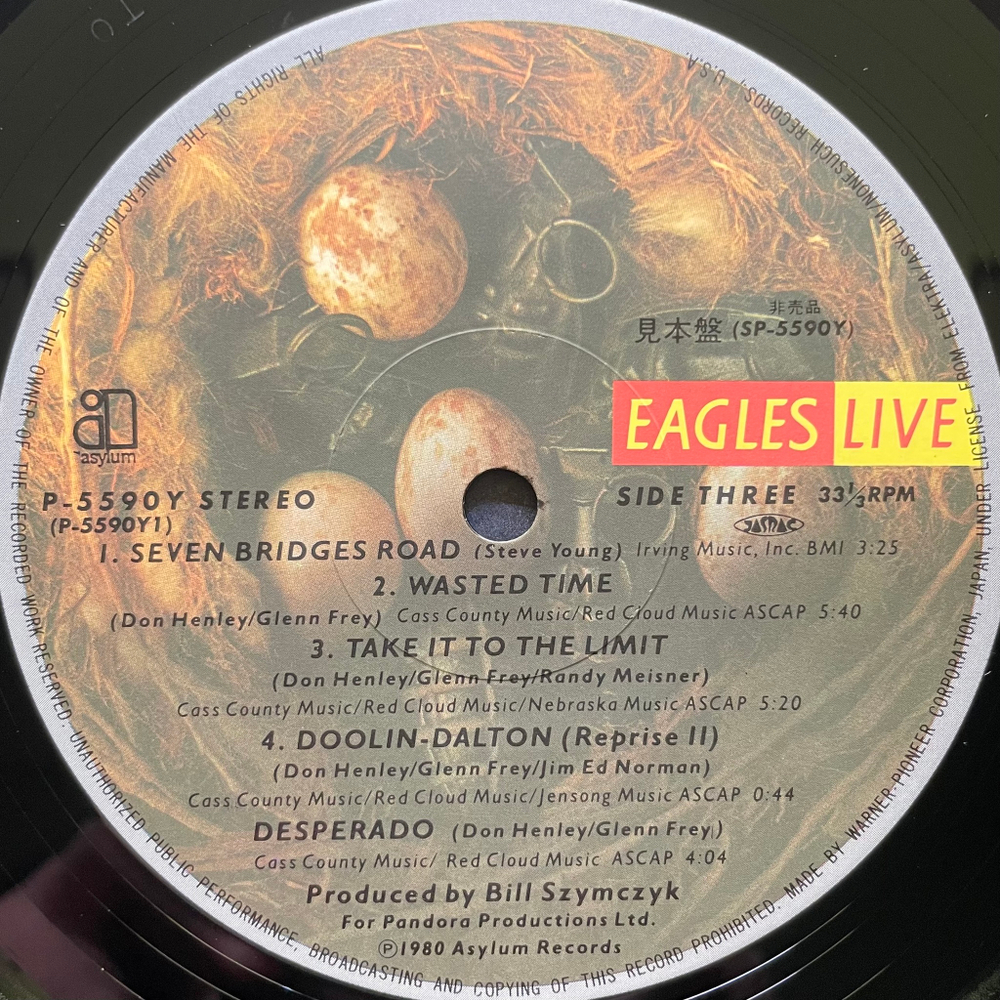 TO
非売品
見本盤 (SP-5590Y)
asylum
EAGLES LIVE
P-5590Y STEREO
(P-5590Y1)
SIDE THREE 33⅓RPM
JASRAC
1. SEVEN BRIDGES ROAD (Steve Young) Irving Music, Inc. BMI 3:25
2. WASTED TIME
(Don Henley/Glenn Frey) Cass County Music/Red Cloud Music ASCAP 5:40
3. TAKE IT TO THE LIMIT
(Don Henley/Glenn Frey/Randy Meisner)
Cass County Music/Red Cloud Music/Nebraska Music ASCAP 5:20
4. DOOLIN-DALTON (Reprise II)
(Don Henley/Glenn Frey/Jim Ed Norman)
Cass County Music/Red Cloud Music/Jensong Music ASCAP 0:44
DESPERADO (Don Henley/Glenn Frey)
Cass County Music/ Red Cloud Music ASCAP 4:04
Produced by Bill Szymczyk
For Pandora Productions Ltd.
Ⓟ1980 Asylum Records
ALL RIGHTS OF THE MANUFACTURER AND OF THE OWNER OF THE RECORDED WORK RESERVED. UNAUTHORIZED PUBLIC PERFORMANCE, BROADCASTING AND COPYING OF THIS RECORD PROHIBITED. MADE BY WARNER-PIONEER CORPORATION, JAPAN, UNDER LICENSE FROM ELEKTRA/ASYLUM/NONESUCH RECORDS, U.S.A.